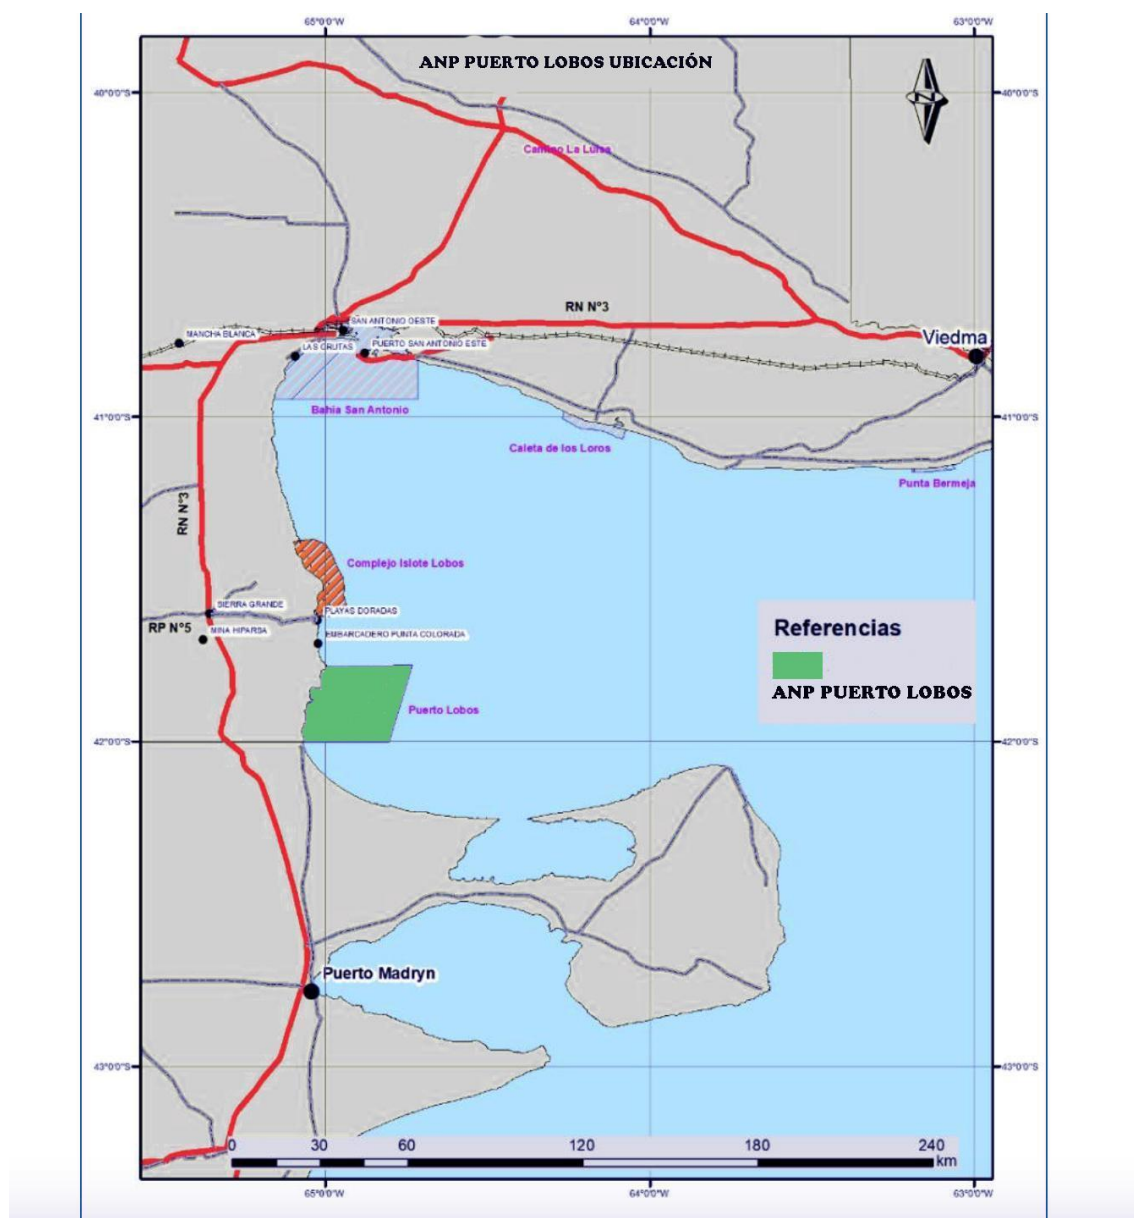 65°0'0"W 64°0'0"W 63°0'0"W
ANP PUERTO LOBOS UBICACIÓN
40°0'0"S 40°0'0"S
Camino La Luisa
RN Nº3
SAN ANTONIO OESTE
MANCHA BLANCA
Viedma
LAS GRUTAS PUERTO SAN ANTONIO ESTE
Bahia San Antonio
41°0'0"S 41°0'0"S
Caleta de los Loros
Punta Bermeja
RN Nº3
Complejo Islote Lobos
SIERRA GRANDE
PLAYAS DORADAS
RP Nº5 MINA HIPARSA
EMBARCADERO PUNTA COLORADA
Referencias
ANP PUERTO LOBOS
Puerto Lobos
42°0'0"S 42°0'0"S
Puerto Madryn
43°0'0"S 43°0'0"S
0 30 60 120 180 240
km
65°0'0"W 64°0'0"W 63°0'0"W